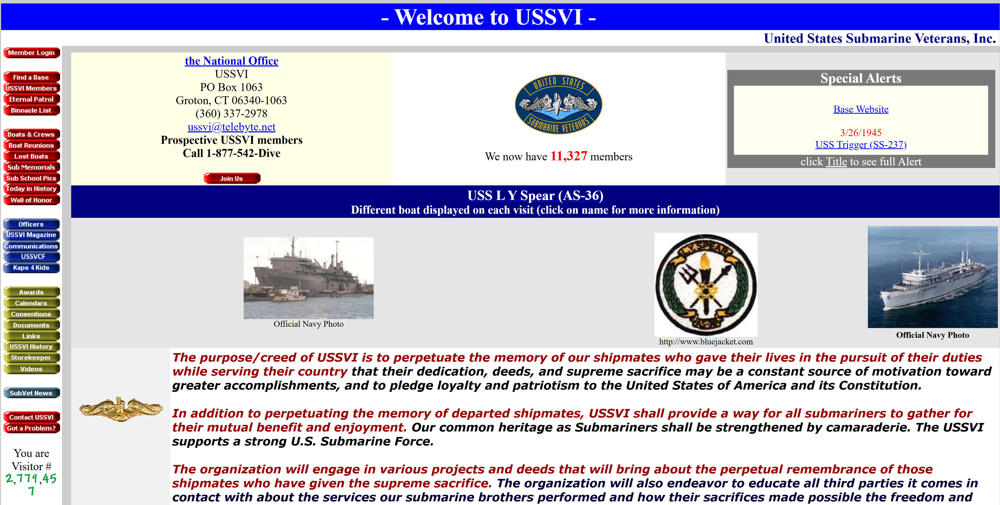 - Welcome to USSVI -
United States Submarine Veterans, Inc.
Member Login
Find a Base
USSVI Members
Eternal Patrol
Binnacle List
Boats & Crews
Boat Reunions
Lost Boats
Sub Memorials
Sub School Pics
Today in History
Wall of Honor
Officers
USSVI Magazine
Communications
USSVCF
Kaps 4 Kids
Awards
Calendars
Conventions
Documents
Links
USSVI History
Storekeeper
Videos
SubVet News
Contact USSVI
Got a Problem?
You are
Visitor #
2,779,45
7
the National Office
USSVI
PO Box 1063
Groton, CT 06340-1063
(360) 337-2978
ussvi@telebyte.net
Prospective USSVI members
Call 1-877-542-Dive
Join Us
UNITED STATES
SUBMARINE VETERANS
We now have 11,327 members
Special Alerts
Base Website
3/26/1945
USS Trigger (SS-237)
click Title to see full Alert
USS L Y Spear (AS-36)
Different boat displayed on each visit (click on name for more information)
Official Navy Photo
L.Y. SPEAR
AS-36
http://www.bluejacket.com
36
Official Navy Photo
The purpose/creed of USSVI is to perpetuate the memory of our shipmates who gave their lives in the pursuit of their duties
while serving their country that their dedication, deeds, and supreme sacrifice may be a constant source of motivation toward
greater accomplishments, and to pledge loyalty and patriotism to the United States of America and its Constitution.
In addition to perpetuating the memory of departed shipmates, USSVI shall provide a way for all submariners to gather for
their mutual benefit and enjoyment. Our common heritage as Submariners shall be strengthened by camaraderie. The USSVI
supports a strong U.S. Submarine Force.
The organization will engage in various projects and deeds that will bring about the perpetual remembrance of those
shipmates who have given the supreme sacrifice. The organization will also endeavor to educate all third parties it comes in
contact with about the services our submarine brothers performed and how their sacrifices made possible the freedom and